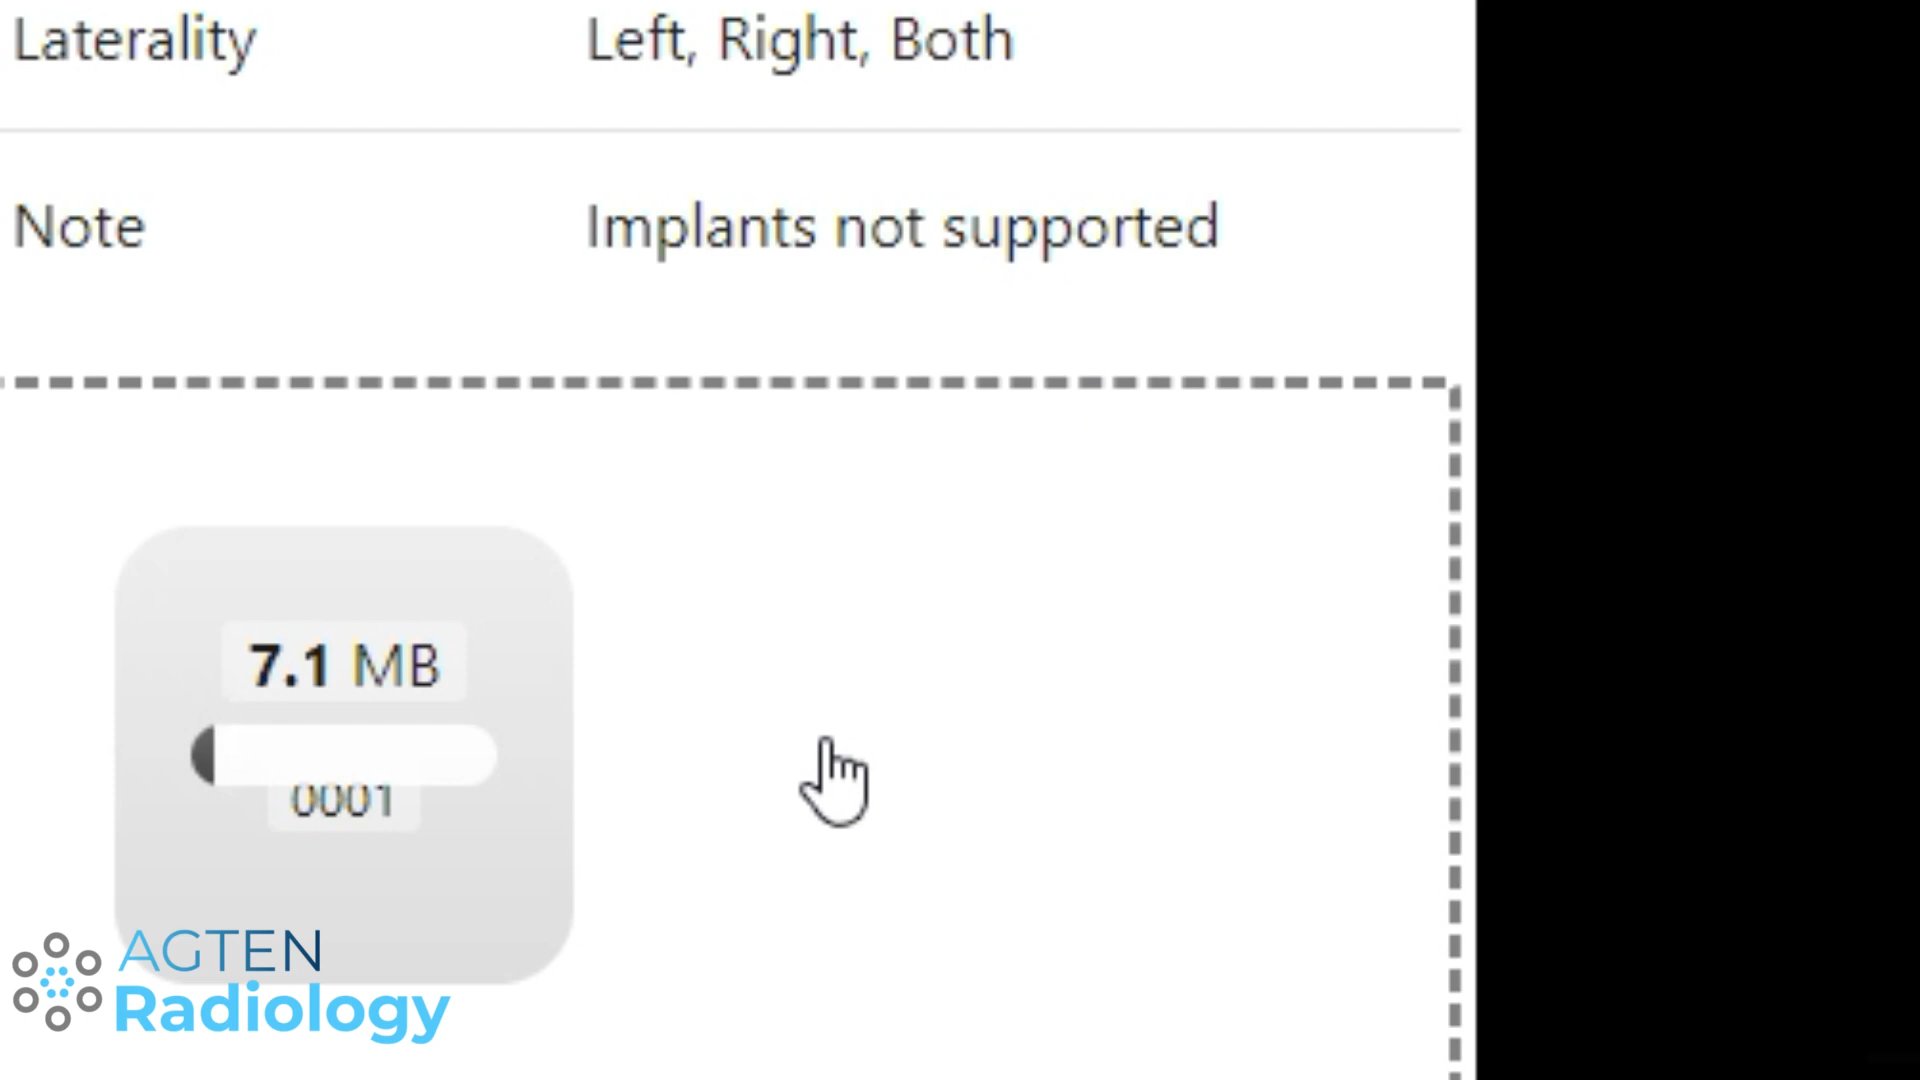 Laterality Left, Right, Both
Note Implants not supported
7.1 MB
0001
AGTEN
Radiology